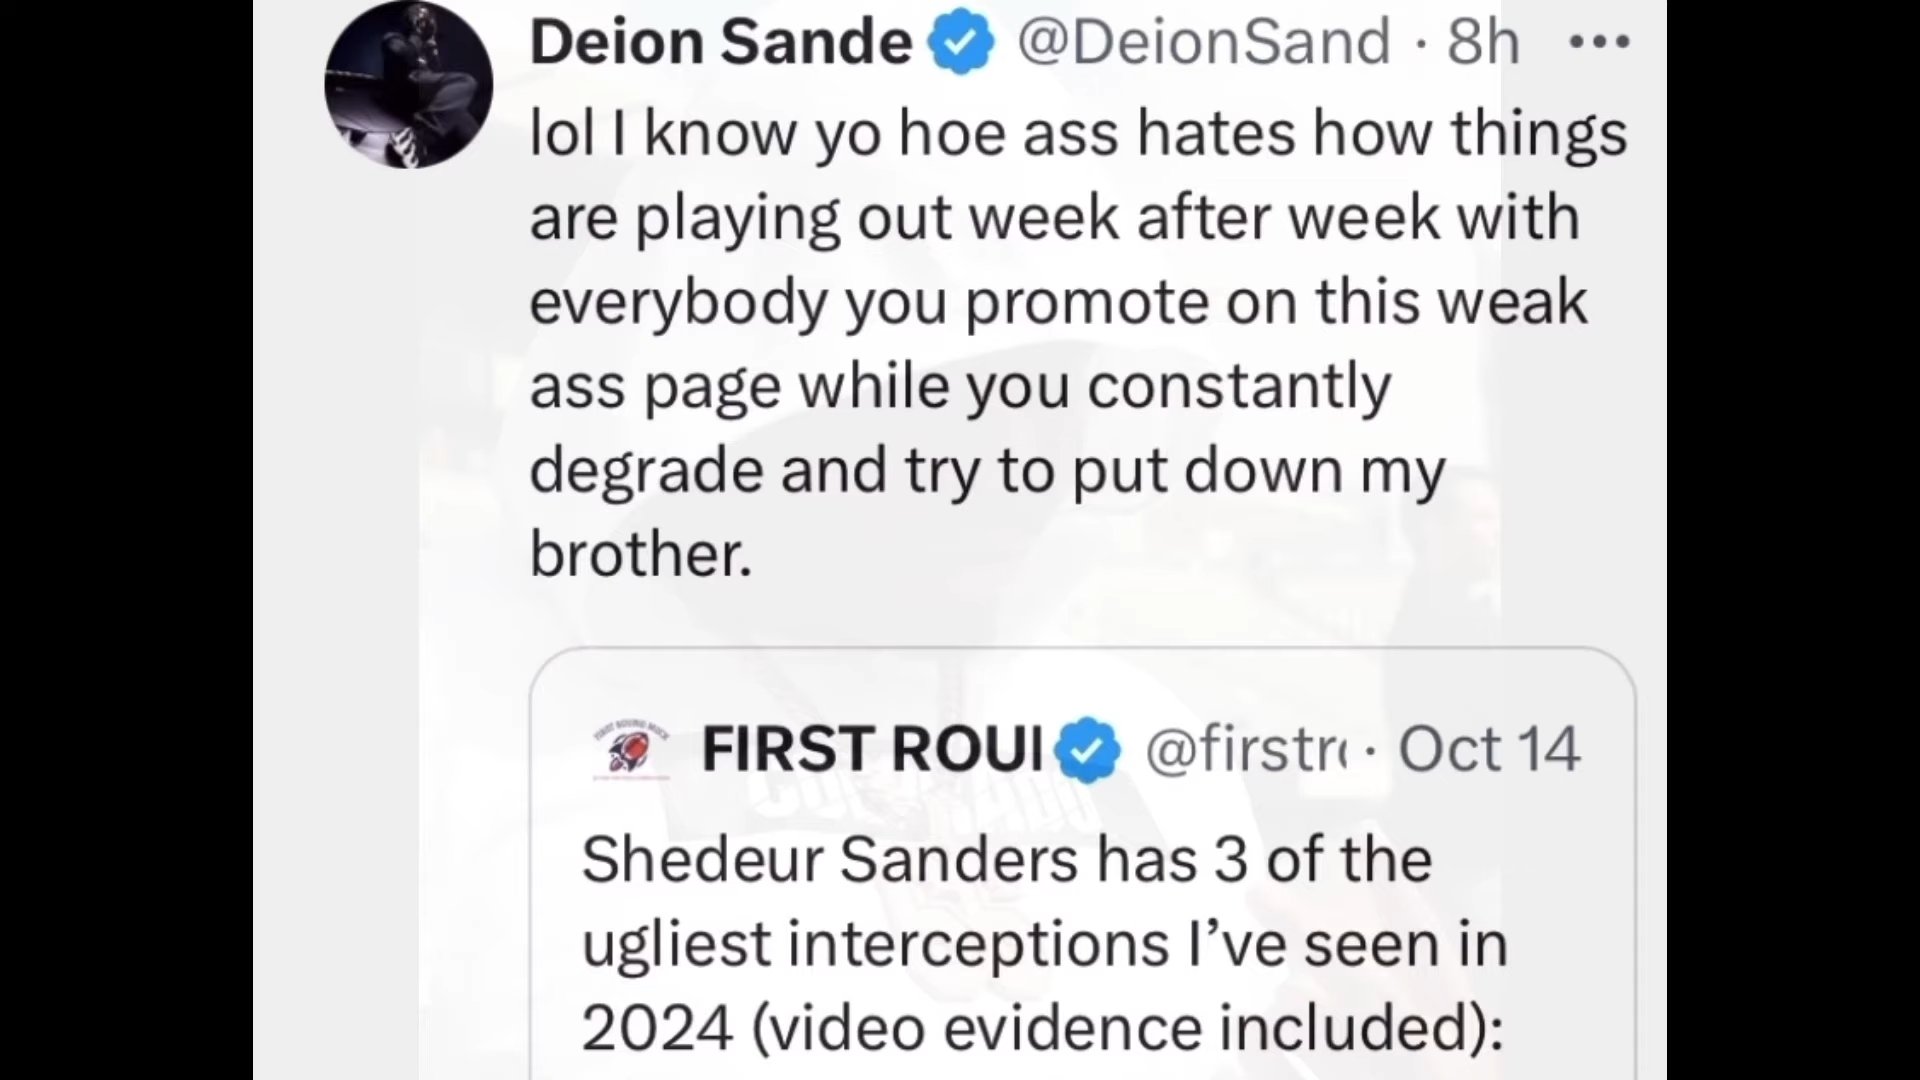 Deion Sande @DeionSand · 8h
lol I know yo hoe ass hates how things
are playing out week after week with
everybody you promote on this weak
ass page while you constantly
degrade and try to put down my
brother.
FIRST ROUND MOCK
FIRST ROUI @firstr · Oct 14
Shedeur Sanders has 3 of the
ugliest interceptions I’ve seen in
2024 (video evidence included):